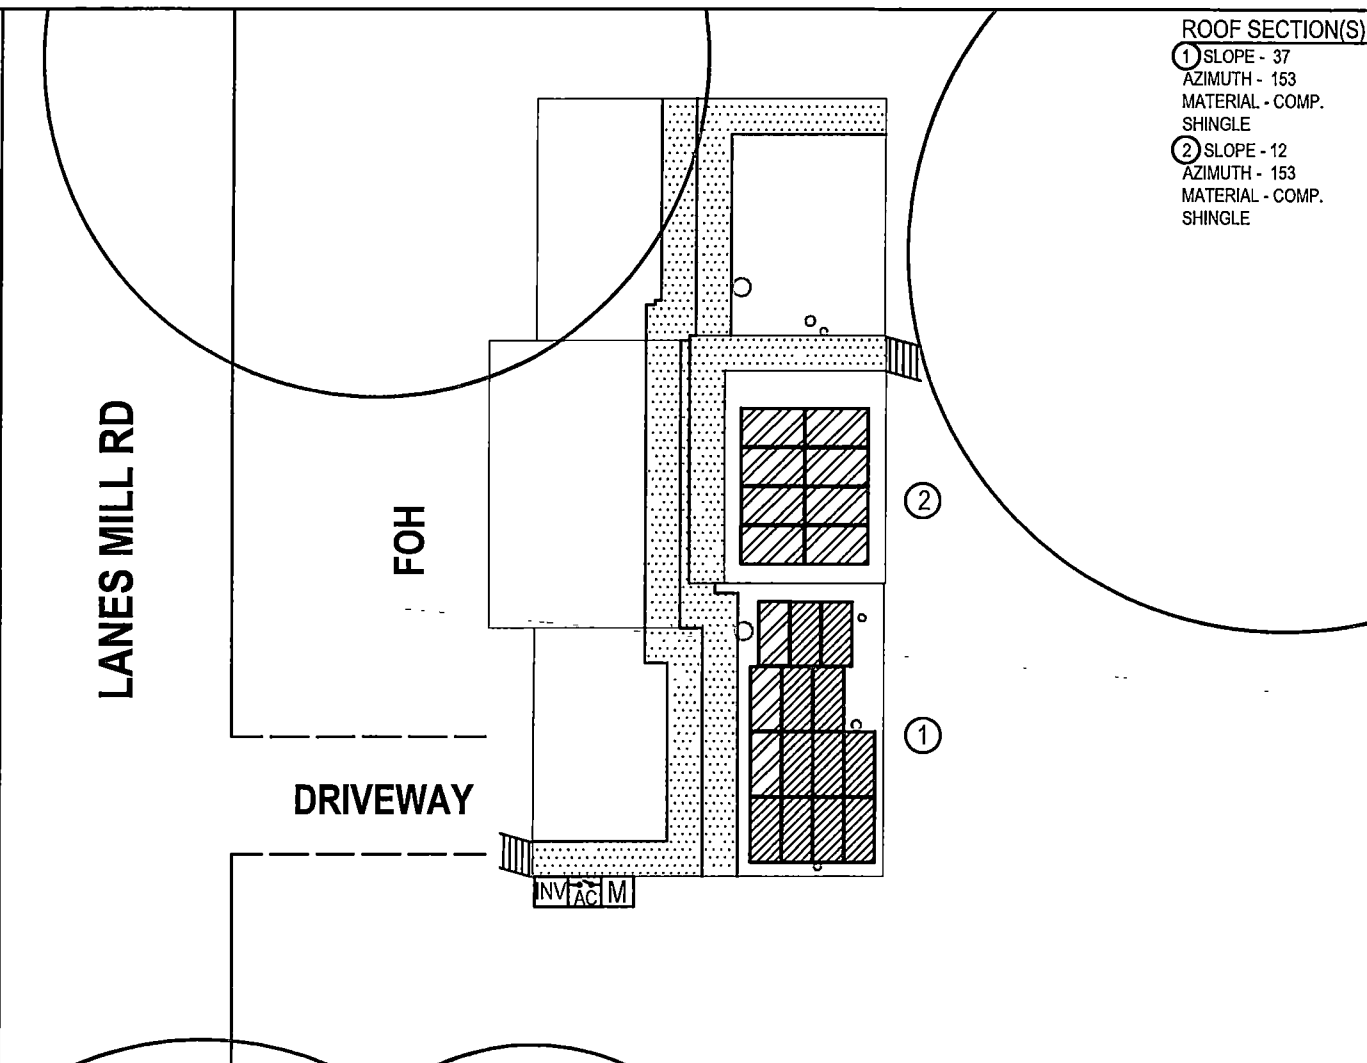 ROOF SECTION(S)
1 SLOPE - 37
AZIMUTH - 153
MATERIAL - COMP.
SHINGLE
2 SLOPE - 12
AZIMUTH - 153
MATERIAL - COMP.
SHINGLE
LANES MILL RD
FOH
2
1
DRIVEWAY
INV AC M